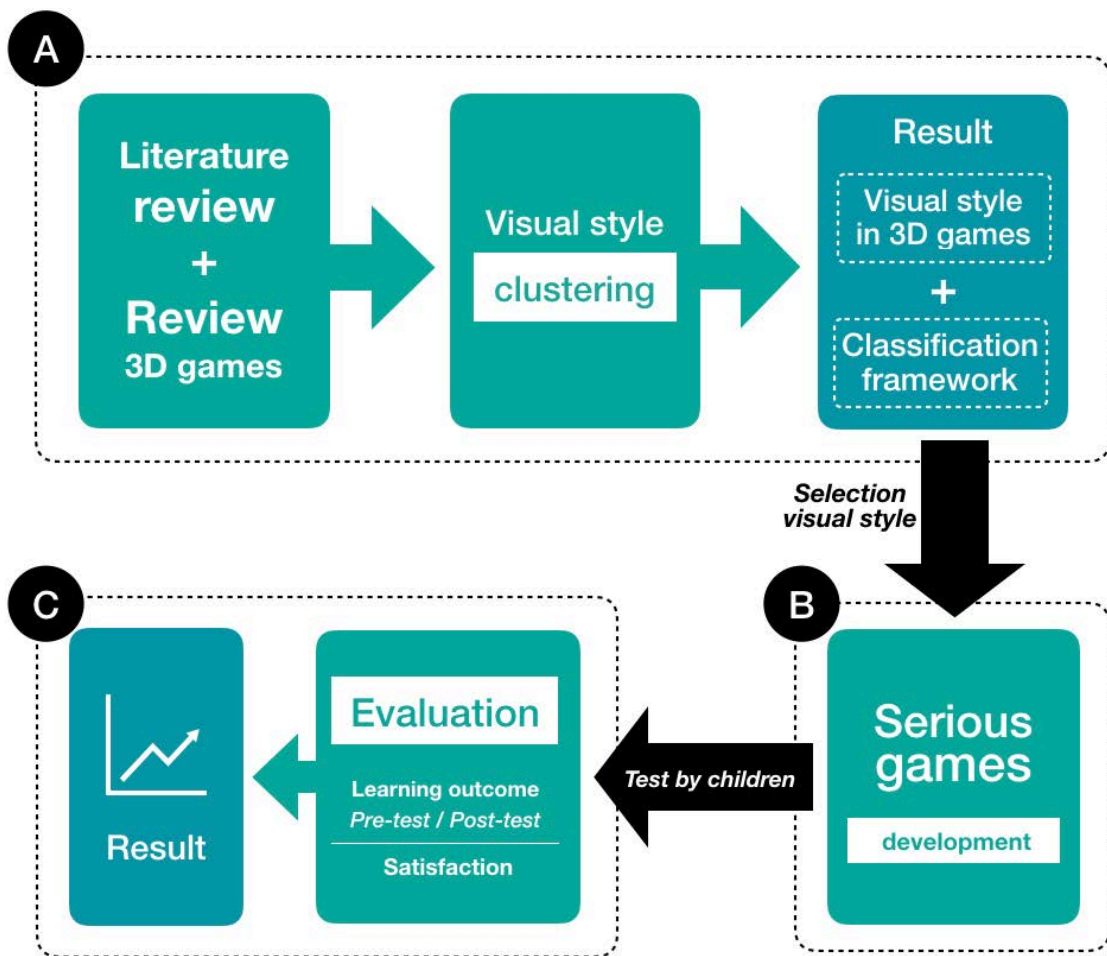 A
Literature
review
+
Review
3D games
Visual style
clustering
Result
Visual style
in 3D games
+
Classification
framework
Selection
visual style
B
Serious
games
development
Test by children
C
Evaluation
Learning outcome
Pre-test / Post-test
Satisfaction
Result